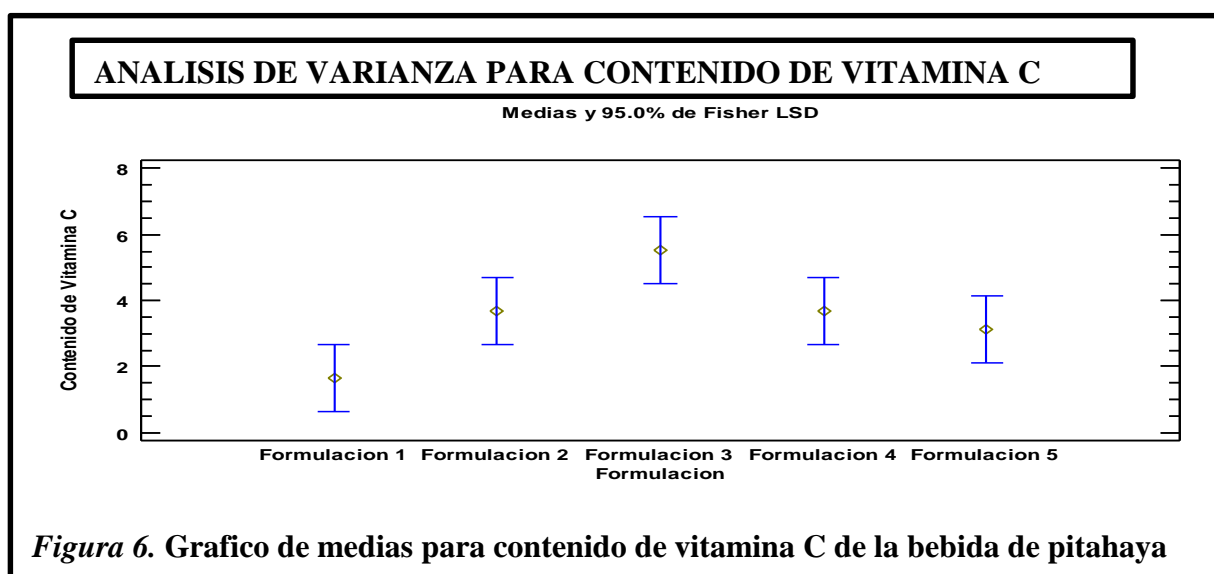 ANALISIS DE VARIANZA PARA CONTENIDO DE VITAMINA C
Medias y 95.0% de Fisher LSD
Contenido de Vitamina C
8
6
4
2
0
Formulacion 1 Formulacion 2 Formulacion 3 Formulacion 4 Formulacion 5
Formulacion
Figura 6. Grafico de medias para contenido de vitamina C de la bebida de pitahaya